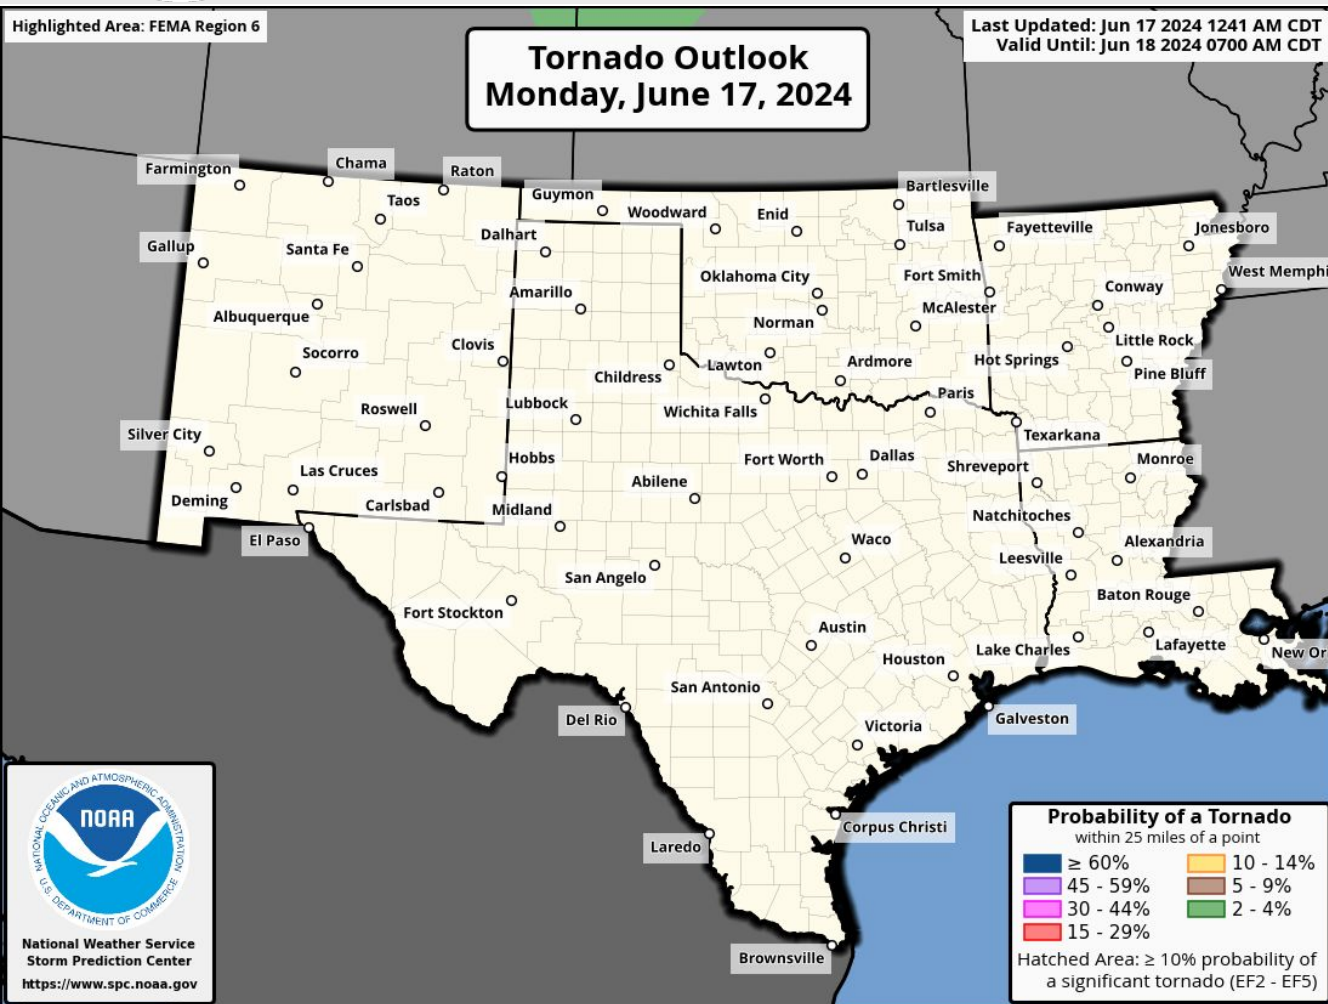 Highlighted Area: FEMA Region 6
Last Updated: Jun 17 2024 1241 AM CDT
Valid Until: Jun 18 2024 0700 AM CDT
Tornado Outlook
Monday, June 17, 2024
Farmington
Chama
Raton
Taos
Guymon
Woodward
Enid
Bartlesville
Tulsa
Fayetteville
Jonesboro
Gallup
Santa Fe
Dalhart
Oklahoma City
Fort Smith
West Memphi
Amarillo
Conway
Albuquerque
Norman
McAlester
Little Rock
Socorro
Clovis
Childress
Lawton
Ardmore
Hot Springs
Pine Bluff
Roswell
Lubbock
Wichita Falls
Paris
Texarkana
Silver City
Las Cruces
Hobbs
Abilene
Fort Worth
Dallas
Shreveport
Monroe
Deming
Carlsbad
Midland
Natchitoches
El Paso
Waco
Leesville
Alexandria
San Angelo
Fort Stockton
Baton Rouge
Austin
Lake Charles
Lafayette
New Or
Houston
San Antonio
Del Rio
Victoria
Galveston
Laredo
Corpus Christi
Brownsville
NATIONAL OCEANIC AND ATMOSPHERIC ADMINISTRATION
NOAA
U.S. DEPARTMENT OF COMMERCE
National Weather Service
Storm Prediction Center
https://www.spc.noaa.gov
Probability of a Tornado
within 25 miles of a point
≥ 60%
45 - 59%
30 - 44%
15 - 29%
10 - 14%
5 - 9%
2 - 4%
Hatched Area: ≥ 10% probability of
a significant tornado (EF2 - EF5)